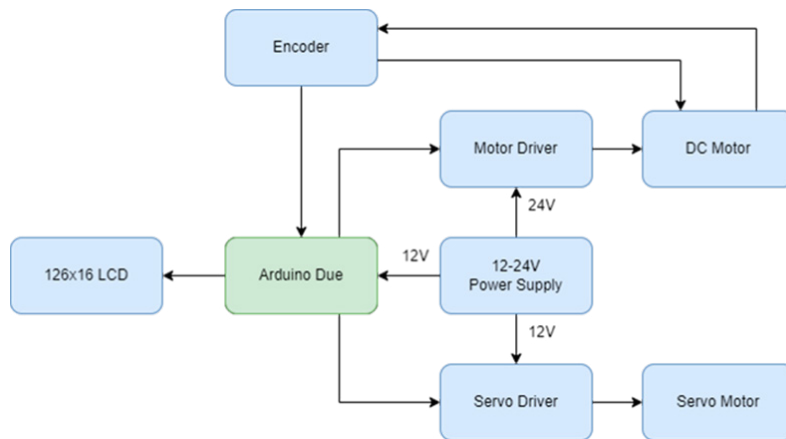 Encoder
Motor Driver
DC Motor
24V
126x16 LCD
Arduino Due
12V
12-24V
Power Supply
12V
Servo Driver
Servo Motor